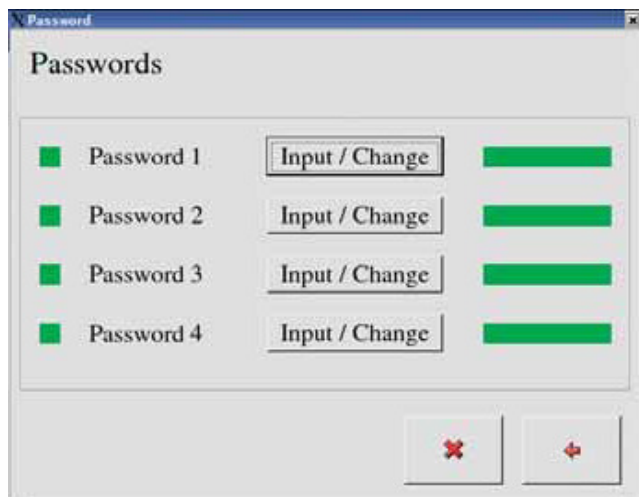 Password
Passwords
Password 1 Input / Change
Password 2 Input / Change
Password 3 Input / Change
Password 4 Input / Change